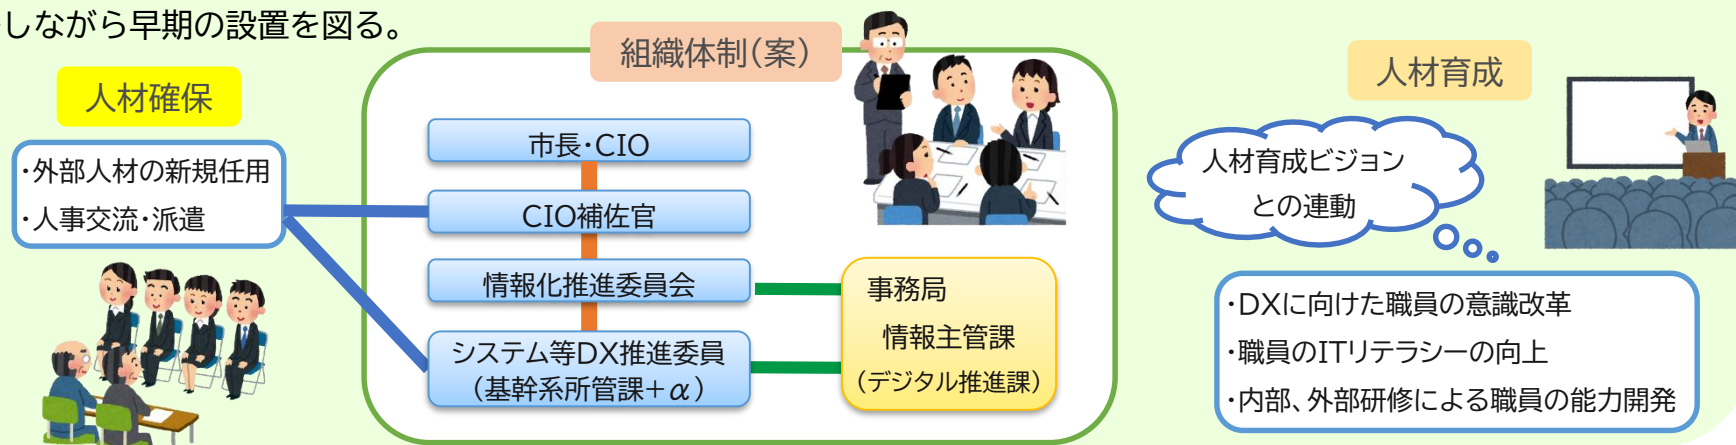 しながら早期の設置を図る。
人材確保
・外部人材の新規任用
・人事交流・派遣
組織体制(案)
市長・CIO
CIO補佐官
情報化推進委員会
システム等DX推進委員
(基幹系所管課+α)
事務局
情報主管課
(デジタル推進課)
人材育成
人材育成ビジョン
との連動
・DXに向けた職員の意識改革
・職員のITリテラシーの向上
・内部、外部研修による職員の能力開発